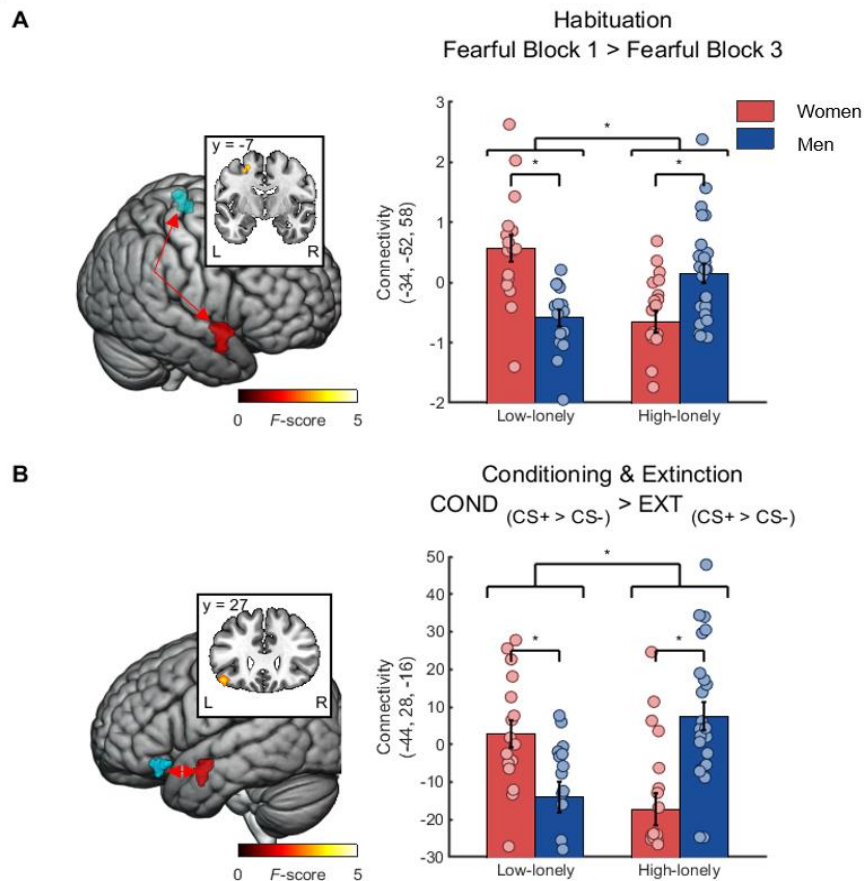 A
Habituation
Fearful Block 1 > Fearful Block 3
y = -7
L
R
0
F-score
5
Connectivity
(-34, -52, 58)
3
2
1
0
-1
-2
*
*
*
Women
Men
Low-lonely
High-lonely
B
Conditioning & Extinction
COND (CS+ > CS-) > EXT (CS+ > CS-)
y = 27
L
R
0
F-score
5
Connectivity
(-44, 28, -16)
50
40
30
20
10
0
-10
-20
-30
*
*
*
Low-lonely
High-lonely